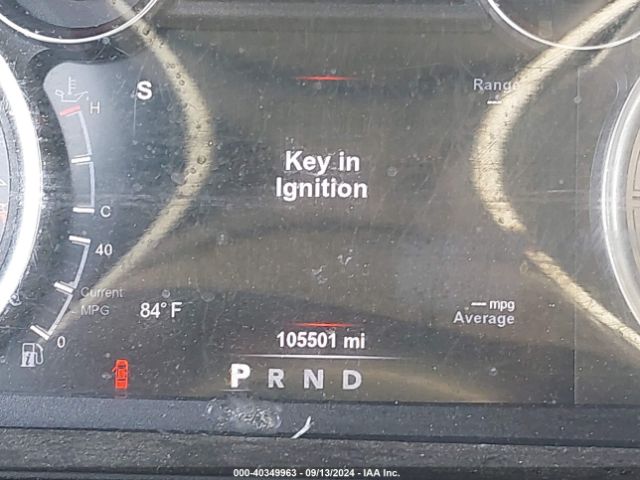 H
S
Range
--
Key in
Ignition
C
40
Current
MPG
84° F
-- mpg
Average
0
105501 mi
P R N D
000-40349963 - 09/13/2024 - IAA Inc.